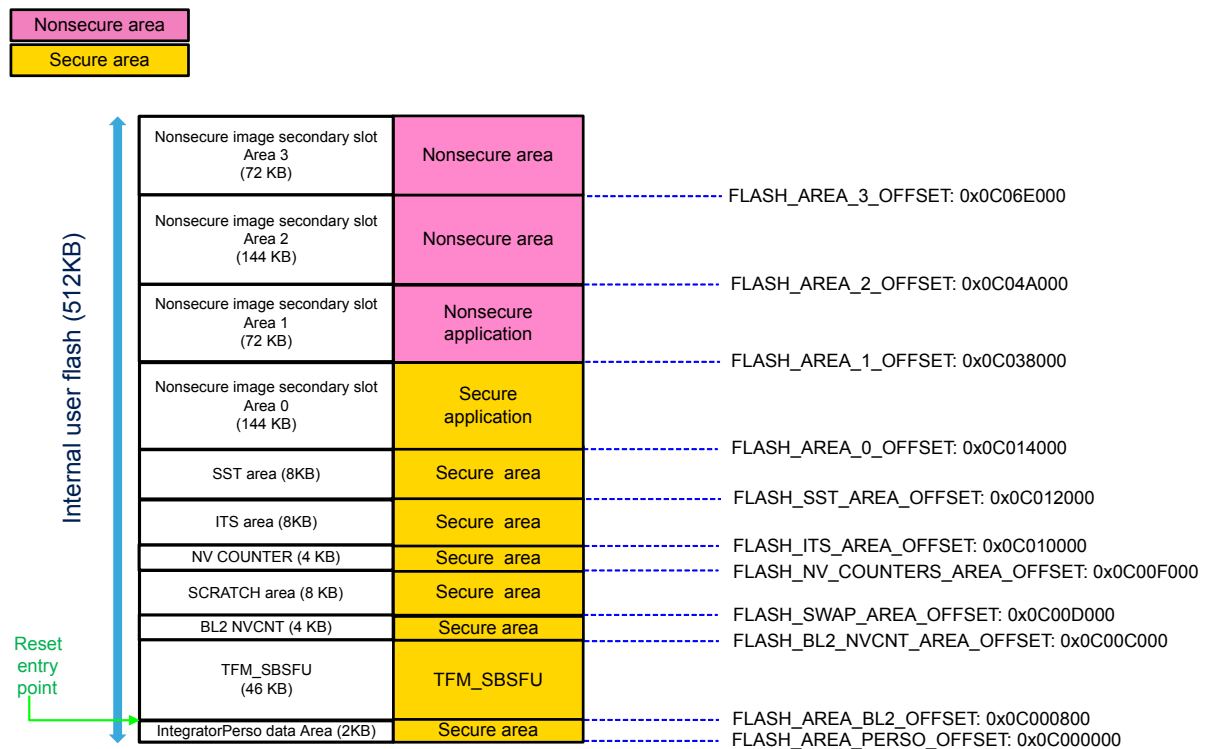 Nonsecure area
Secure area
Internal user flash (512KB)
Nonsecure image secondary slot
Area 3
(72 KB)
Nonsecure area
FLASH_AREA_3_OFFSET: 0x0C06E000
Nonsecure image secondary slot
Area 2
(144 KB)
Nonsecure area
FLASH_AREA_2_OFFSET: 0x0C04A000
Nonsecure image secondary slot
Area 1
(72 KB)
Nonsecure
application
FLASH_AREA_1_OFFSET: 0x0C038000
Nonsecure image secondary slot
Area 0
(144 KB)
Secure
application
FLASH_AREA_0_OFFSET: 0x0C014000
SST area (8KB)
Secure area
FLASH_SST_AREA_OFFSET: 0x0C012000
ITS area (8KB)
Secure area
FLASH_ITS_AREA_OFFSET: 0x0C010000
NV COUNTER (4 KB)
Secure area
FLASH_NV_COUNTERS_AREA_OFFSET: 0x0C00F000
SCRATCH area (8 KB)
Secure area
FLASH_SWAP_AREA_OFFSET: 0x0C00D000
BL2 NVCNT (4 KB)
Secure area
FLASH_BL2_NVCNT_AREA_OFFSET: 0x0C00C000
Reset
entry
point
TFM_SBSFU
(46 KB)
TFM_SBSFU
FLASH_AREA_BL2_OFFSET: 0x0C000800
IntegratorPerso data Area (2KB)
Secure area
FLASH_AREA_PERSO_OFFSET: 0x0C000000